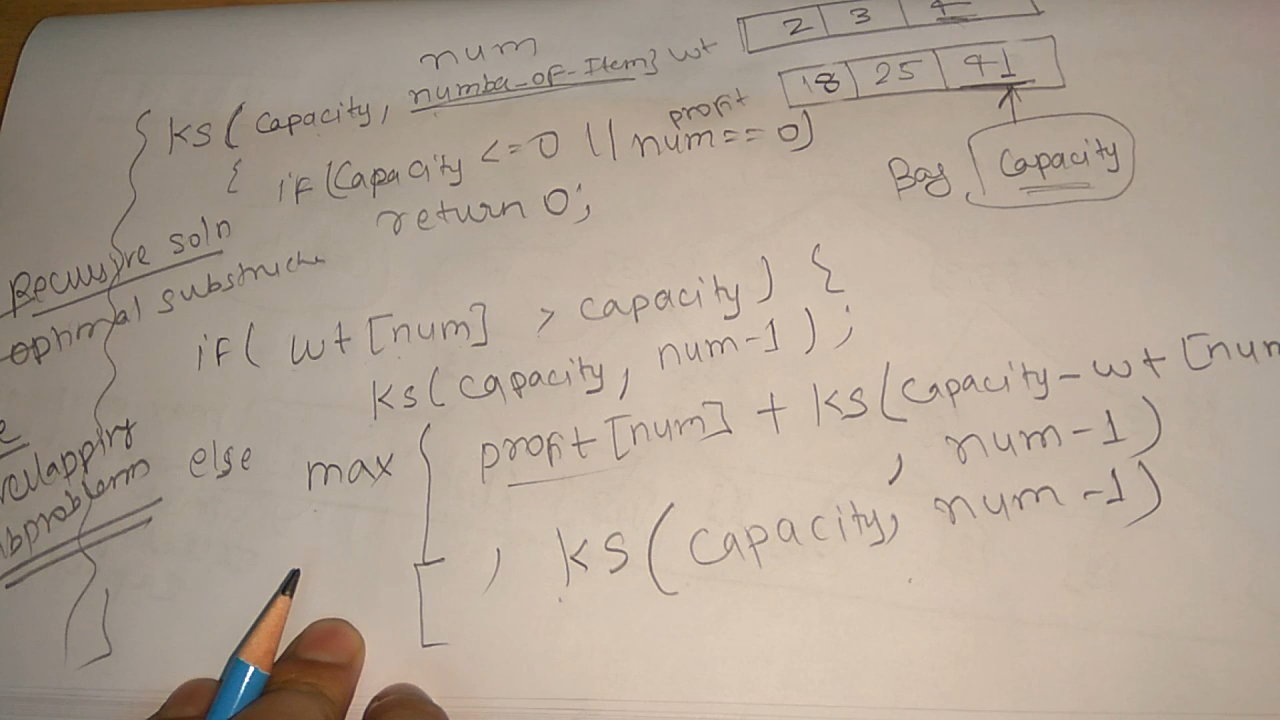 num
ks(capacity, number-of-Item} wt 2 3 4
{ if(capacity <= 0 || num == 0) profit 18 25 41
return 0;
Bag capacity
Recursive soln
optimal substructure
if( wt[num] > capacity) {
ks(capacity, num-1);
else max { profit[num] + ks(capacity - wt[num
, num-1)
, ks(capacity, num-1)